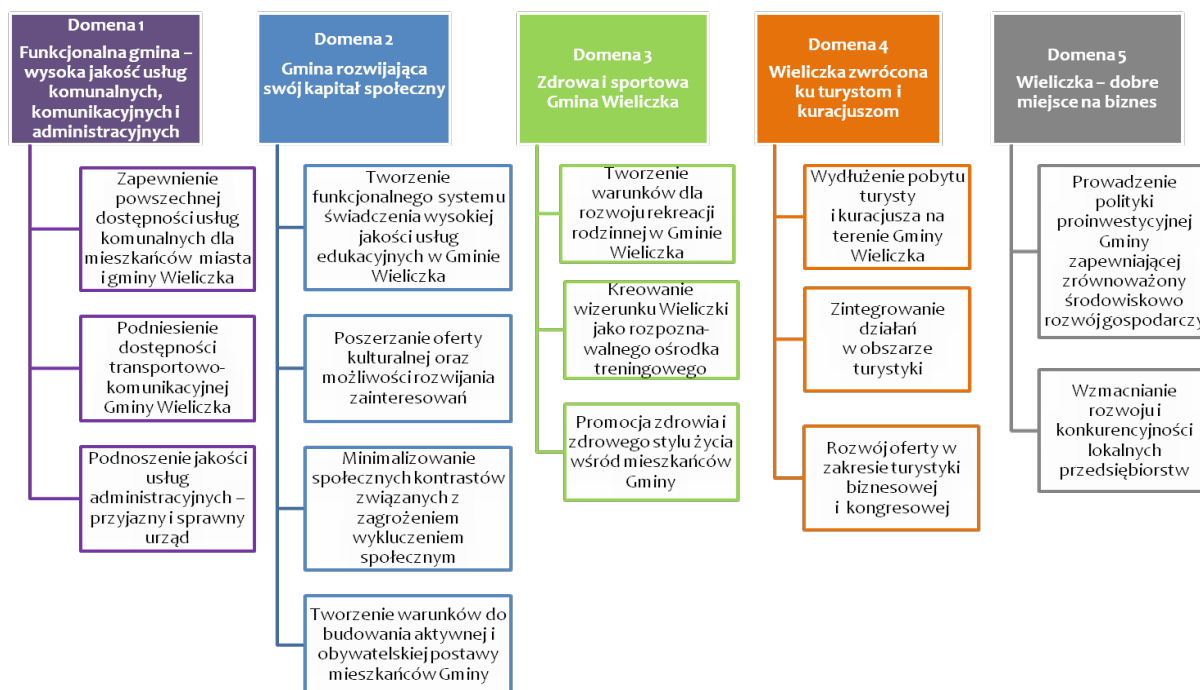 Domena 1
Funkcjonalna gmina –
wysoka jakość usług
komunalnych,
komunikacyjnych i
administracyjnych
Zapewnienie
powszechnej
dostępności usług
komunalnych dla
mieszkańców miasta
i gminy Wieliczka
Podniesienie
dostępności
transportowo-
komunikacyjnej
Gminy Wieliczka
Podnoszenie jakości
usług
administracyjnych –
przyjazny i sprawny
urząd
Domena 2
Gmina rozwijająca
swój kapitał społeczny
Tworzenie
funkcjonalnego systemu
świadczenia wysokiej
jakości usług
edukacyjnych w Gminie
Wieliczka
Poszerzanie oferty
kulturalnej oraz
możliwości rozwijania
zainteresowań
Minimalizowanie
społecznych kontrastów
związanych z
zagrożeniem
wykluczeniem
społecznym
Tworzenie warunków do
budowania aktywnej i
obywatelskiej postawy
mieszkańców Gminy
Domena 3
Zdrowa i sportowa
Gmina Wieliczka
Tworzenie
warunków dla
rozwoju rekreacji
rodzinnej w Gminie
Wieliczka
Kreowanie
wizerunku Wieliczki
jako rozpozna-
walnego ośrodka
treningowego
Promocja zdrowia i
zdrowego stylu życia
wśród mieszkańców
Gminy
Domena 4
Wieliczka zwrócona
ku turystom i
kuracjuszom
Wydłużenie pobytu
turysty
i kuracjusza na
terenie Gminy
Wieliczka
Zintegrowanie
działań
w obszarze
turystyki
Rozwój oferty w
zakresie turystyki
biznesowej
i kongresowej
Domena 5
Wieliczka – dobre
miejsce na biznes
Prowadzenie
polityki
proinwestycyjnej
Gminy
zapewniającej
zrównoważony
środowiskowo
rozwój gospodarczy
Wzmacnianie
rozwoju i
konkurencyjności
lokalnych
przedsiębiorstw